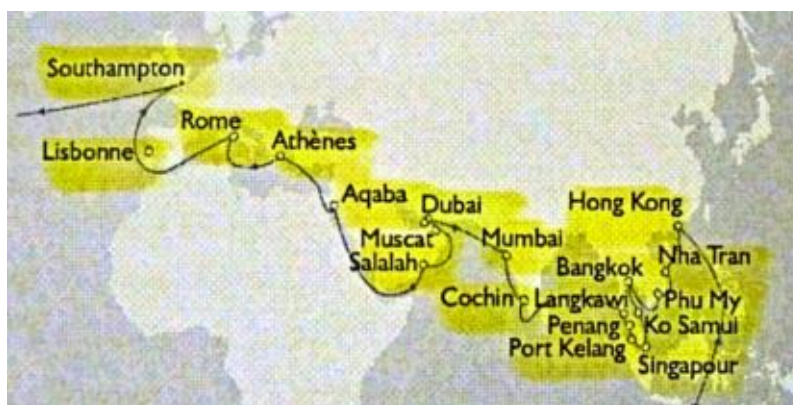 Southampton
Rome
Lisbonne
Athènes
Aqaba
Dubai
Hong Kong
Muscat
Mumbai
Nha Tran
Salalah
Bangkok
Cochin
Langkawi
Phu My
Penang
Ko Samui
Port Kelang
Singapour